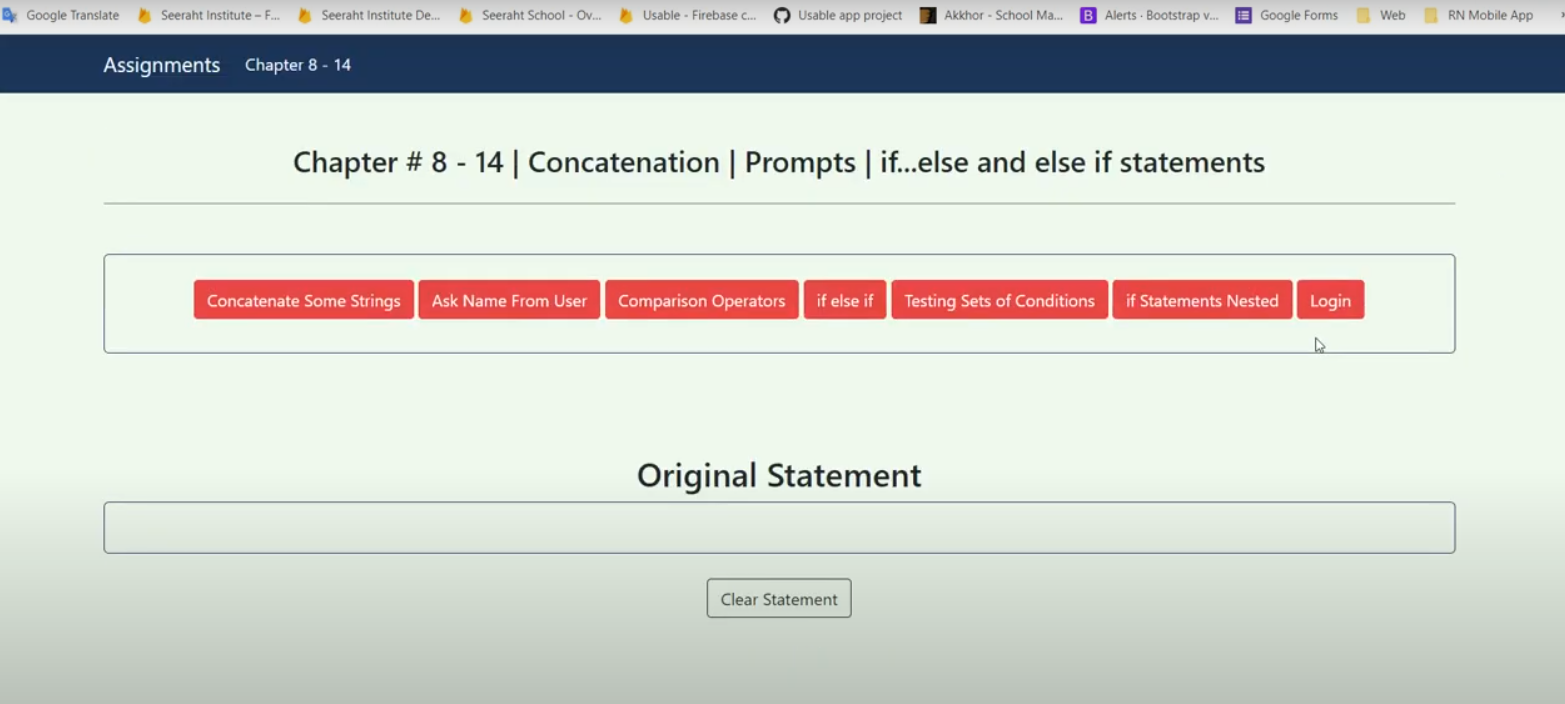 Google Translate Seeraht Institute – F... Seeraht Institute De... Seeraht School - Ov... Usable - Firebase c... Usable app project Akkhor - School Ma... B Alerts · Bootstrap v... Google Forms Web RN Mobile App
Assignments Chapter 8 - 14
Chapter # 8 - 14 | Concatenation | Prompts | if...else and else if statements
Concatenate Some Strings Ask Name From User Comparison Operators if else if Testing Sets of Conditions if Statements Nested Login
Original Statement
Clear Statement